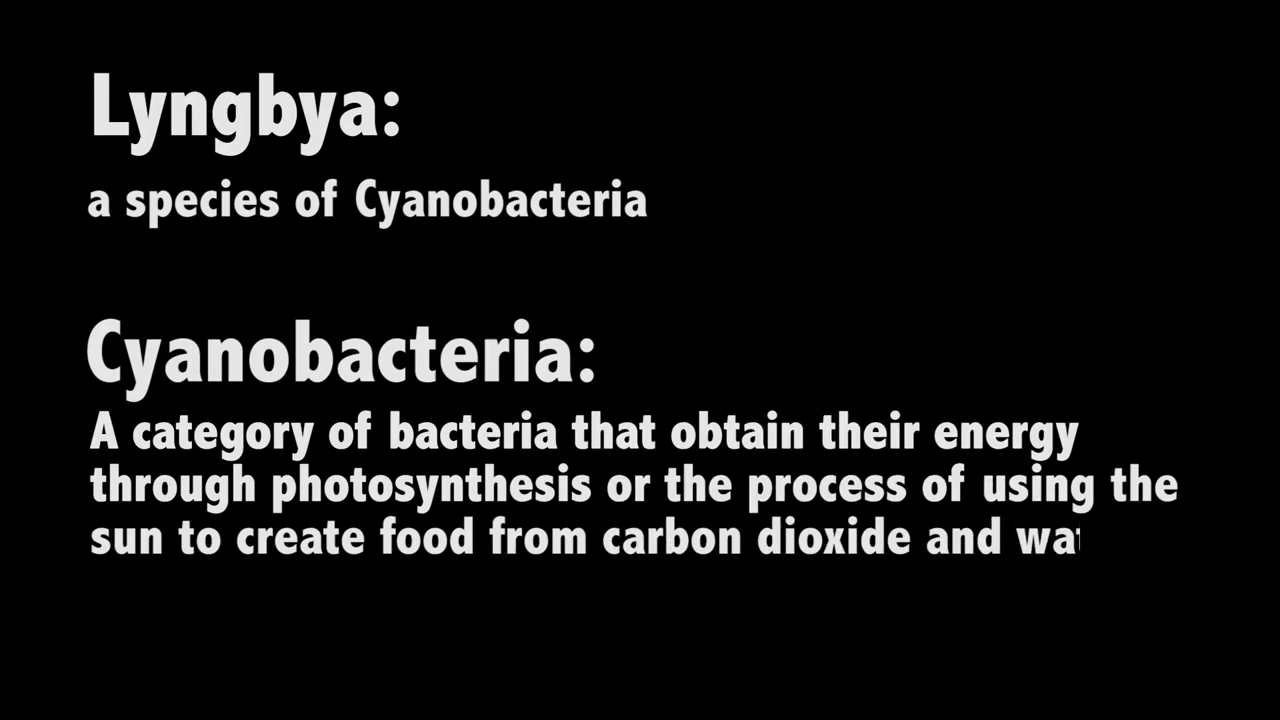 Lyngbya:
a species of Cyanobacteria
Cyanobacteria:
A category of bacteria that obtain their energy
through photosynthesis or the process of using the
sun to create food from carbon dioxide and